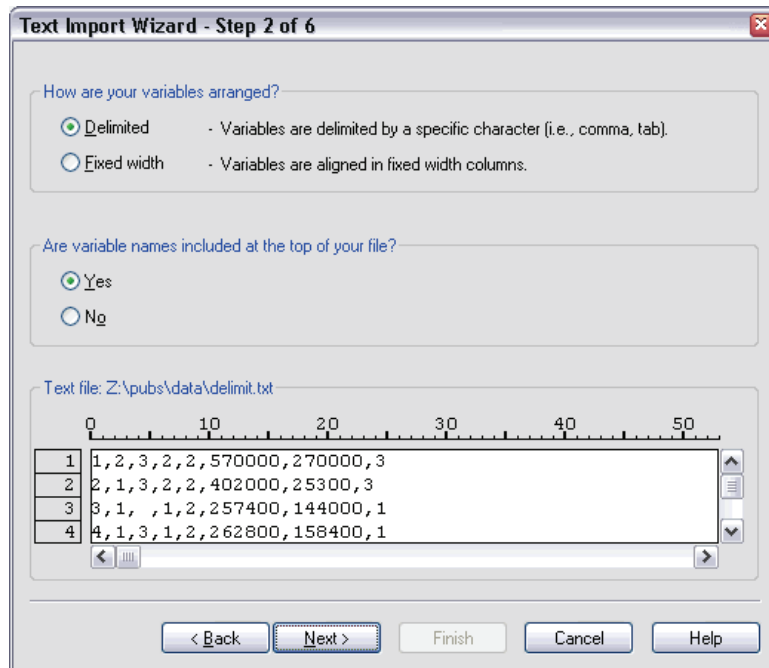 Text Import Wizard - Step 2 of 6
How are your variables arranged?
Delimited - Variables are delimited by a specific character (i.e., comma, tab).
Fixed width - Variables are aligned in fixed width columns.
Are variable names included at the top of your file?
Yes
No
Text file: Z:\pubs\data\delimit.txt
0 10 20 30 40 50
1 1,2,3,2,2,570000,270000,3
2 2,1,3,2,2,402000,25300,3
3 3,1, ,1,2,257400,144000,1
4 4,1,3,1,2,262800,158400,1
< Back Next > Finish Cancel Help